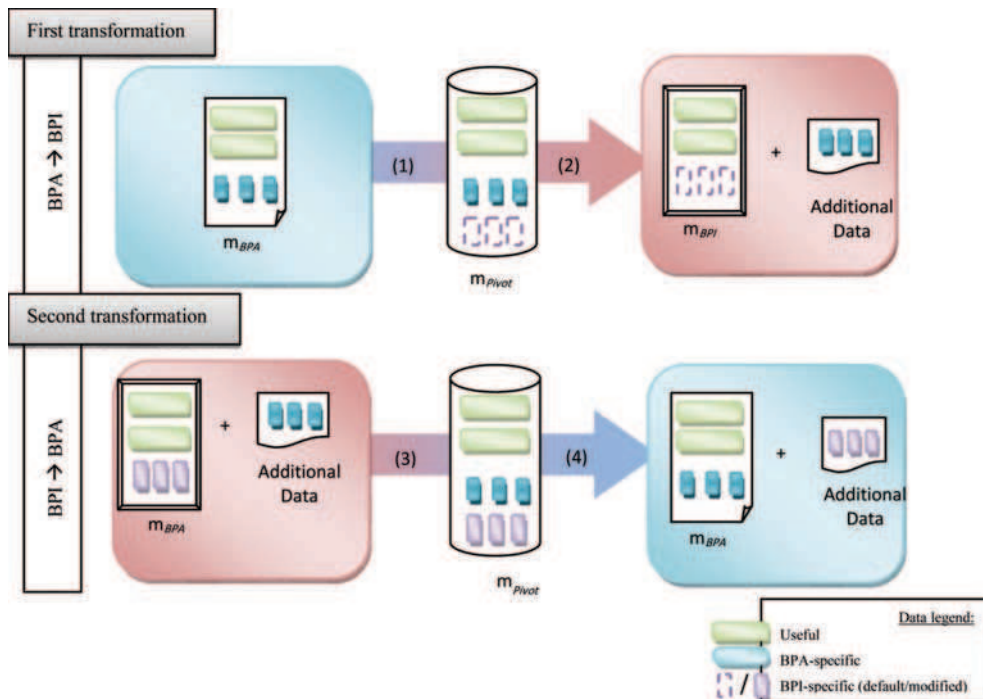 First transformation
BPA → BPI
m_BPA
(1)
m_Pivot
(2)
m_BPI
+
Additional
Data
Second transformation
BPI → BPA
m_BPA
+
Additional
Data
(3)
m_Pivot
(4)
m_BPA
+
Additional
Data
Data legend:
Useful
BPA-specific
/ BPI-specific (default/modified)